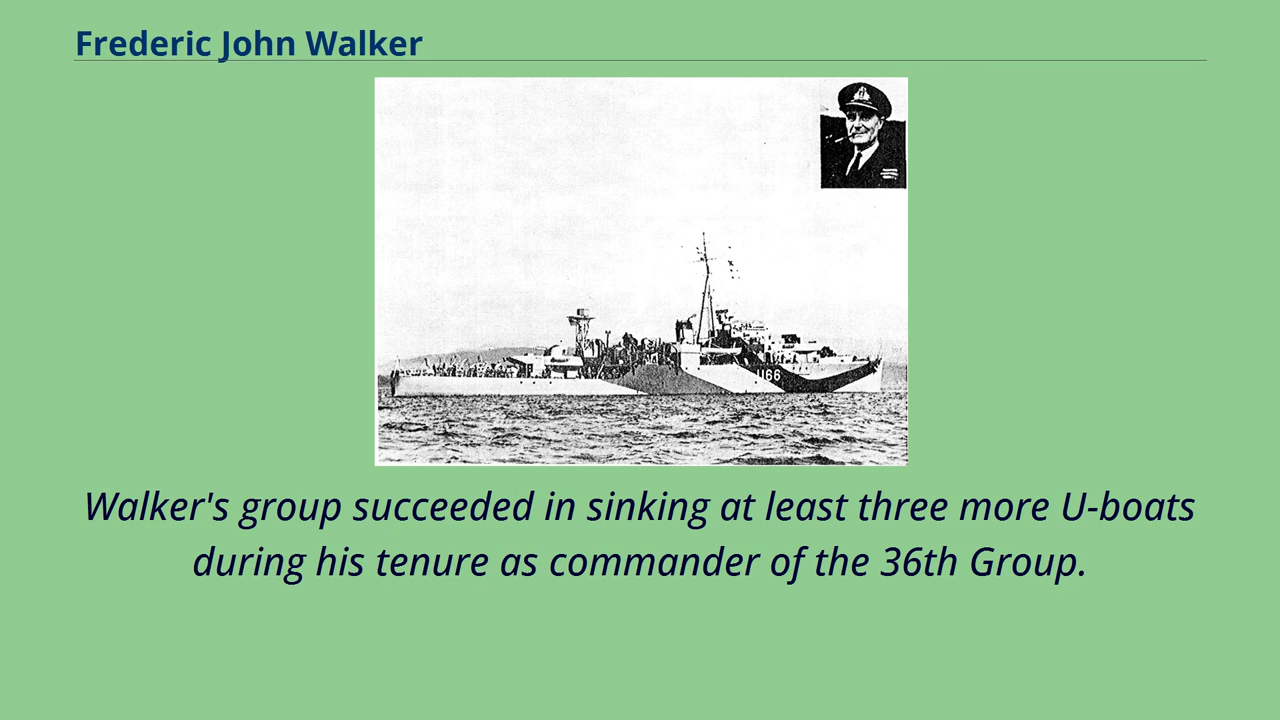 Frederic John Walker
U66
Walker's group succeeded in sinking at least three more U-boats
during his tenure as commander of the 36th Group.